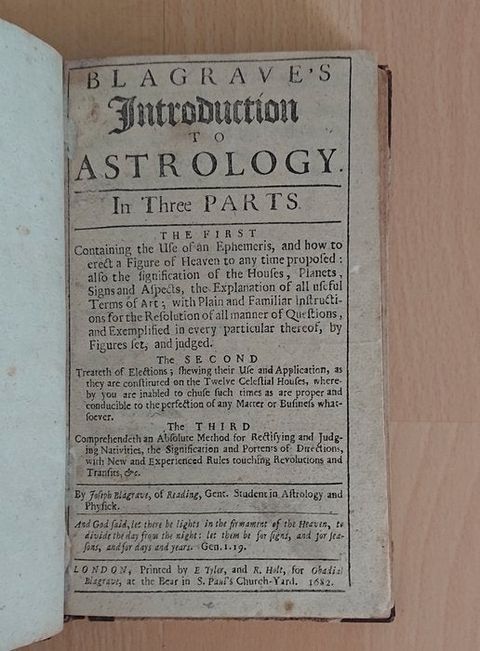 BLAGRAVE'S
Introduction
TO
ASTROLOGY.
In Three PARTS.
THE FIRST
Containing the Use of an Ephemeris, and how to
erect a Figure of Heaven to any time proposed:
also the signification of the Houses, Planets,
Signs and Aspects, the Explanation of all useful
Terms of Art; with Plain and Familiar Instructi-
ons for the Resolution of all manner of Questions,
and Exemplified in every particular thereof, by
Figures set, and judged.
The SECOND
Treateth of Elections; shewing their Use and Application, as
they are constituted on the Twelve Celestial Houses, where-
by you are inabled to chuse such times as are proper and
conducible to the perfection of any Matter or Business what-
soever.
The THIRD
Comprehendeth an Absolute Method for Rectifying and Judg-
ing Nativities, the Signification and Portents of Directions,
with New and Experienced Rules touching Revolutions and
Transits, &c.
By Joseph Blagrave, of Reading, Gent. Student in Astrology and
Physick.
And God said, let there be lights in the firmament of the Heaven, to
divide the day from the night: let them be for signs, and for sea-
sons, and for days and years. Gen. 1. 19.
LONDON, Printed by E Tyler, and R. Holt, for Obadiah
Blagrave, at the Bear in S. Paul's Church-Yard. 1682.